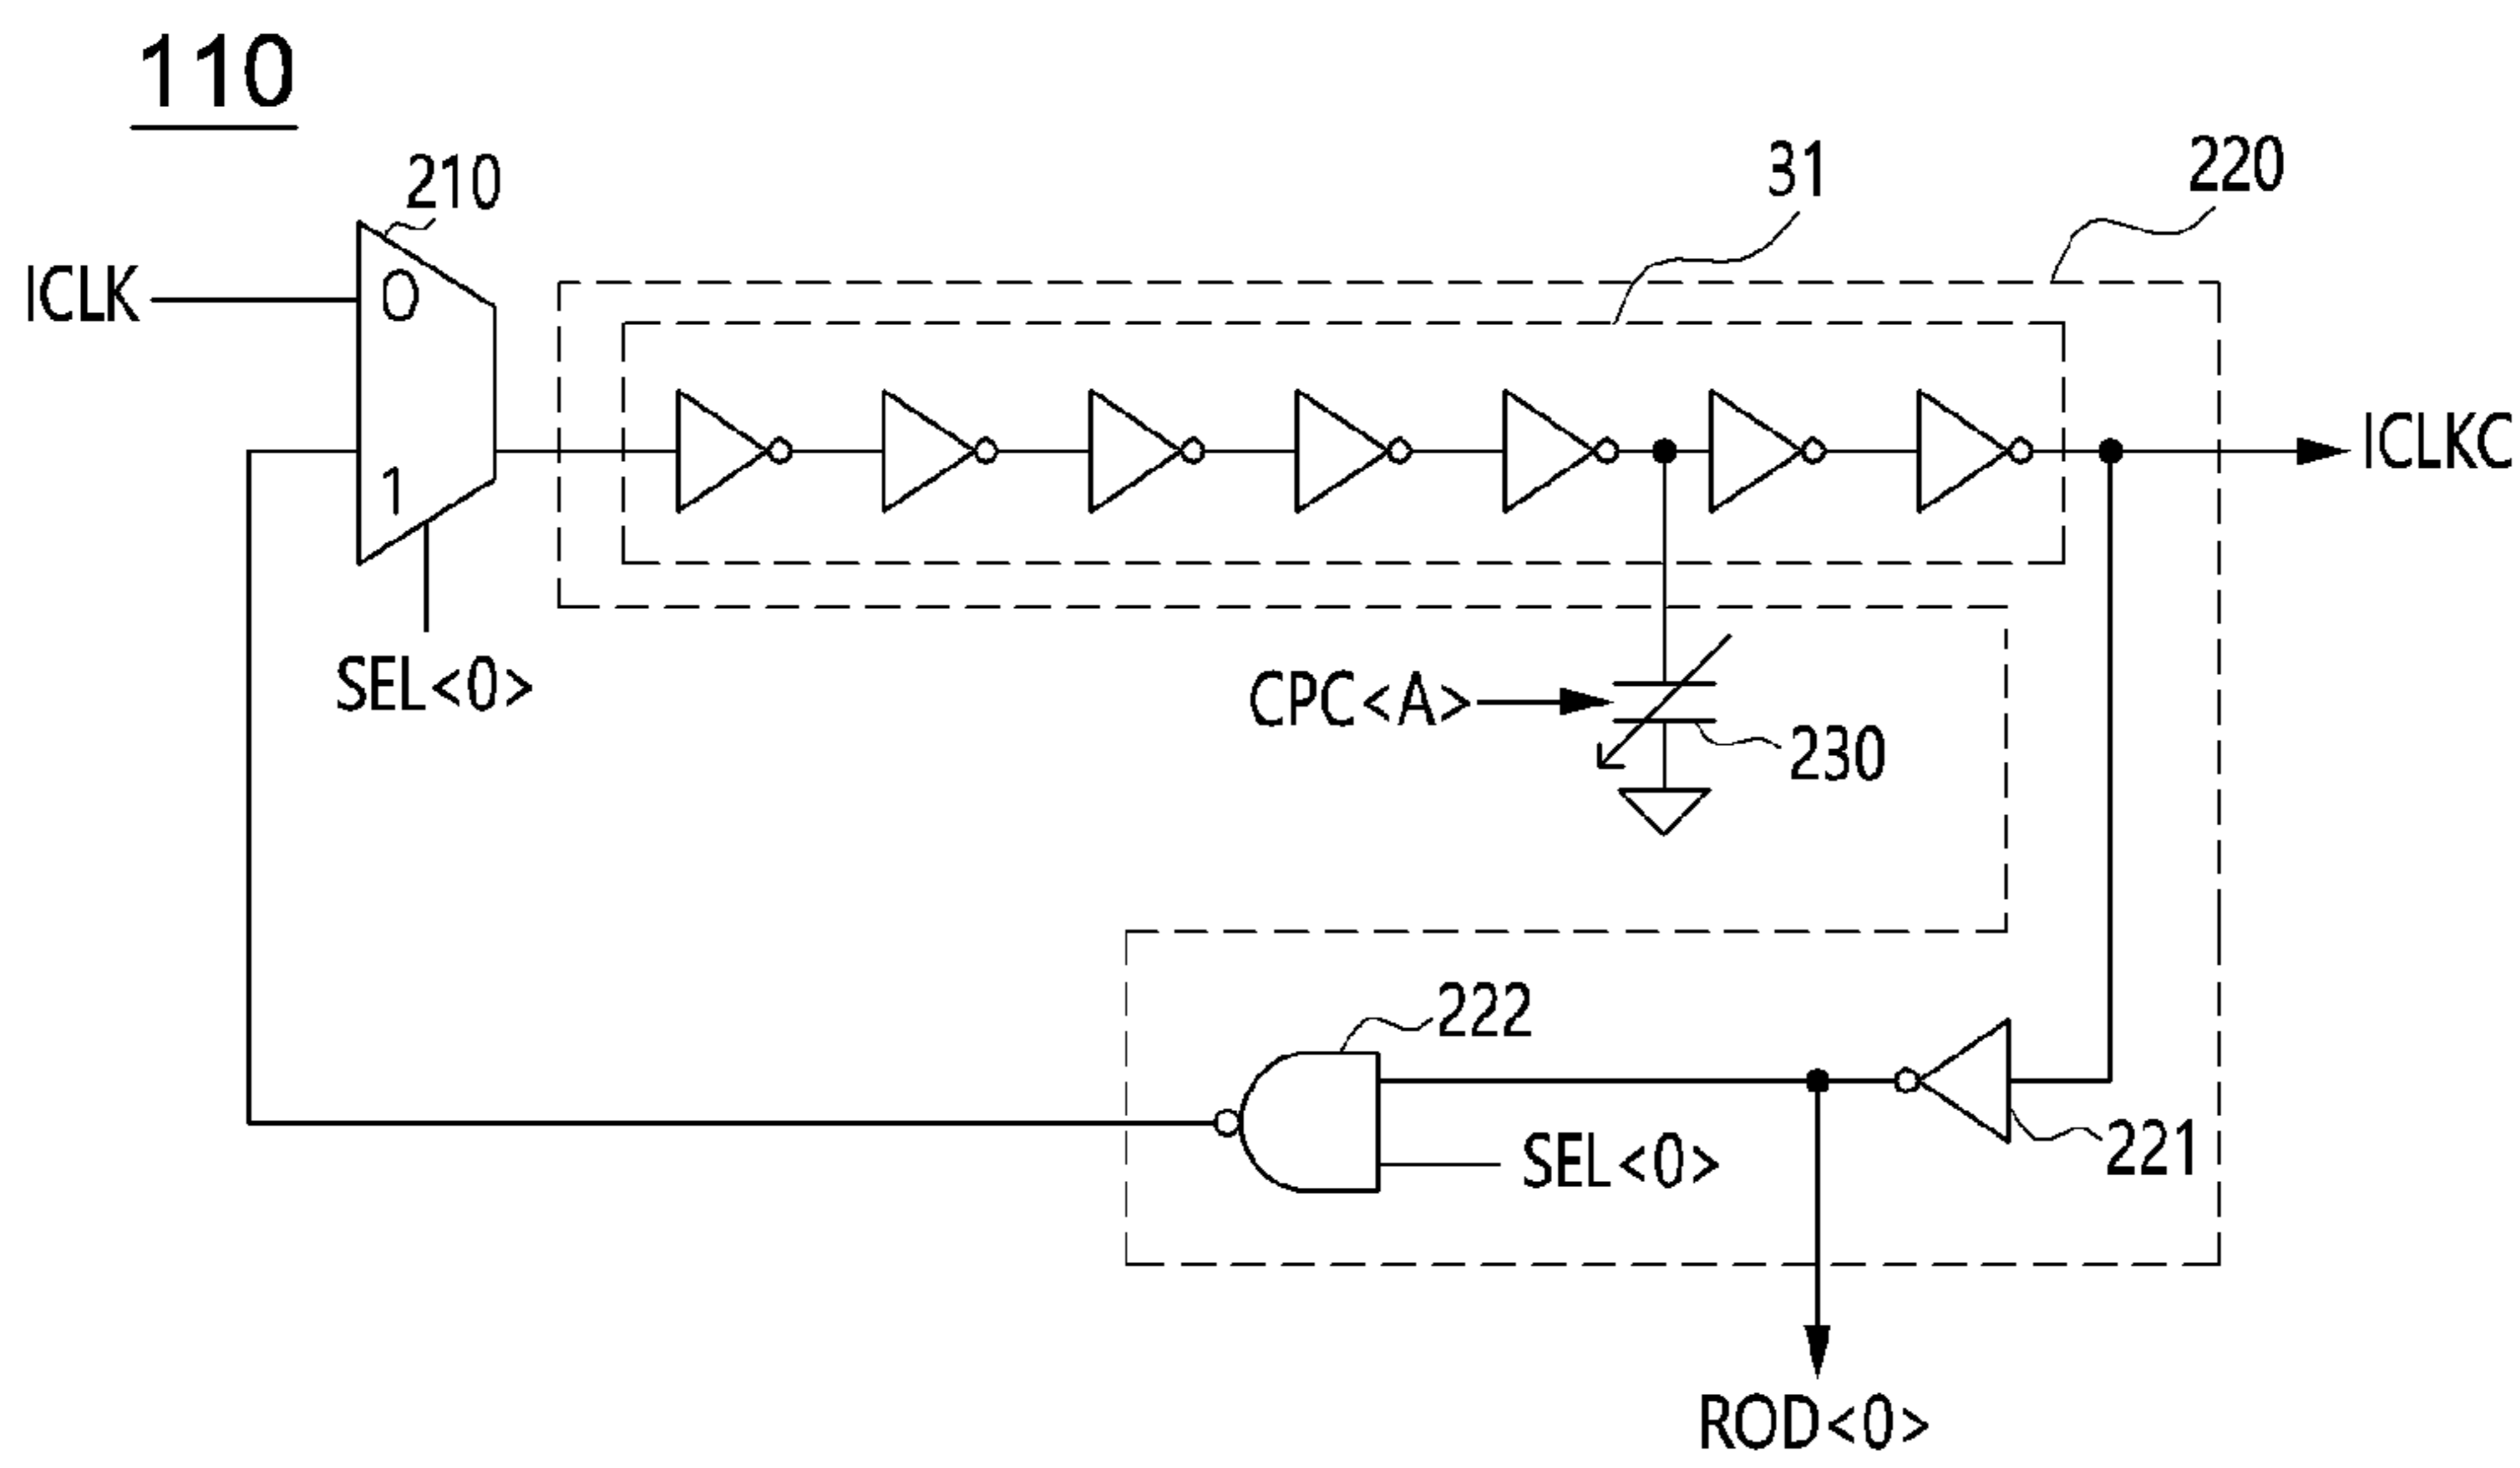 110
210
31
220
ICLK
0
ICLKC
1
SEL<0>
CPC<A>
230
222
221
SEL<0>
ROD<0>